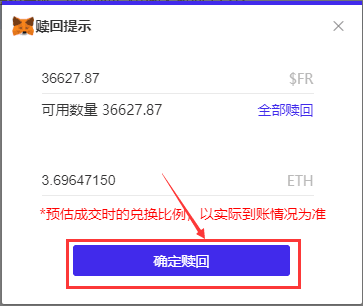 赎回提示
36627.87 $FR
可用数量 36627.87 全部赎回
3.69647150 ETH
*预估成交时的兑换比例，以实际到账情况为准
确定赎回